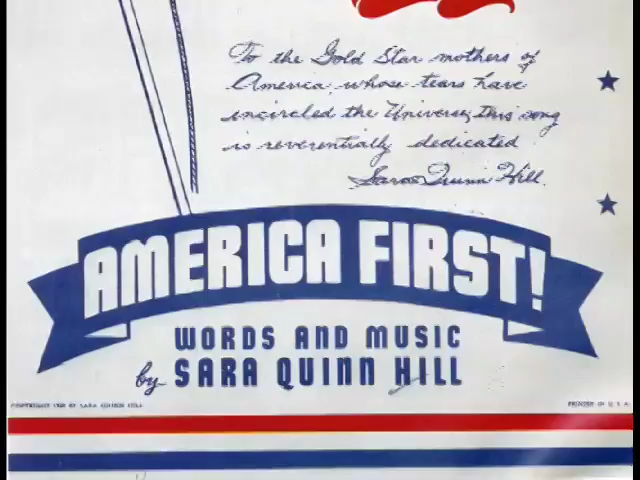 To the Gold Star mothers of
America, whose tears have
encircled the Universe, this song
is reverentially dedicated
Sara Quinn Hill.
AMERICA FIRST!
WORDS AND MUSIC
by SARA QUINN HILL
PRINTED IN U.S.A.